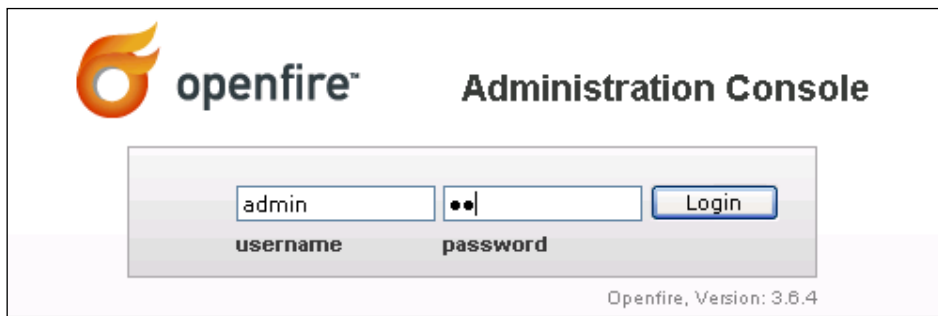 openfire™ Administration Console
admin ●● Login
username password
Openfire, Version: 3.6.4